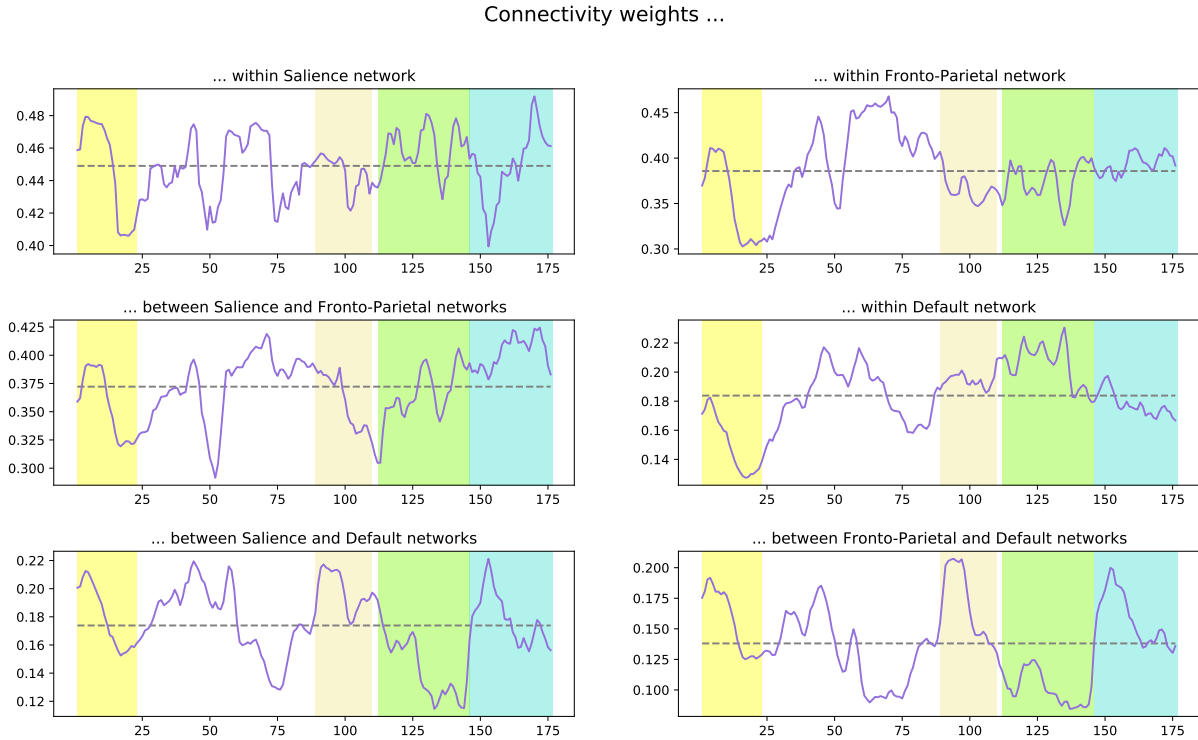 Connectivity weights ...
... within Salience network
0.48
0.46
0.44
0.42
0.40
25 50 75 100 125 150 175
... within Fronto-Parietal network
0.45
0.40
0.35
0.30
25 50 75 100 125 150 175
... between Salience and Fronto-Parietal networks
0.425
0.400
0.375
0.350
0.325
0.300
25 50 75 100 125 150 175
... within Default network
0.22
0.20
0.18
0.16
0.14
25 50 75 100 125 150 175
... between Salience and Default networks
0.22
0.20
0.18
0.16
0.14
0.12
25 50 75 100 125 150 175
... between Fronto-Parietal and Default networks
0.200
0.175
0.150
0.125
0.100
25 50 75 100 125 150 175